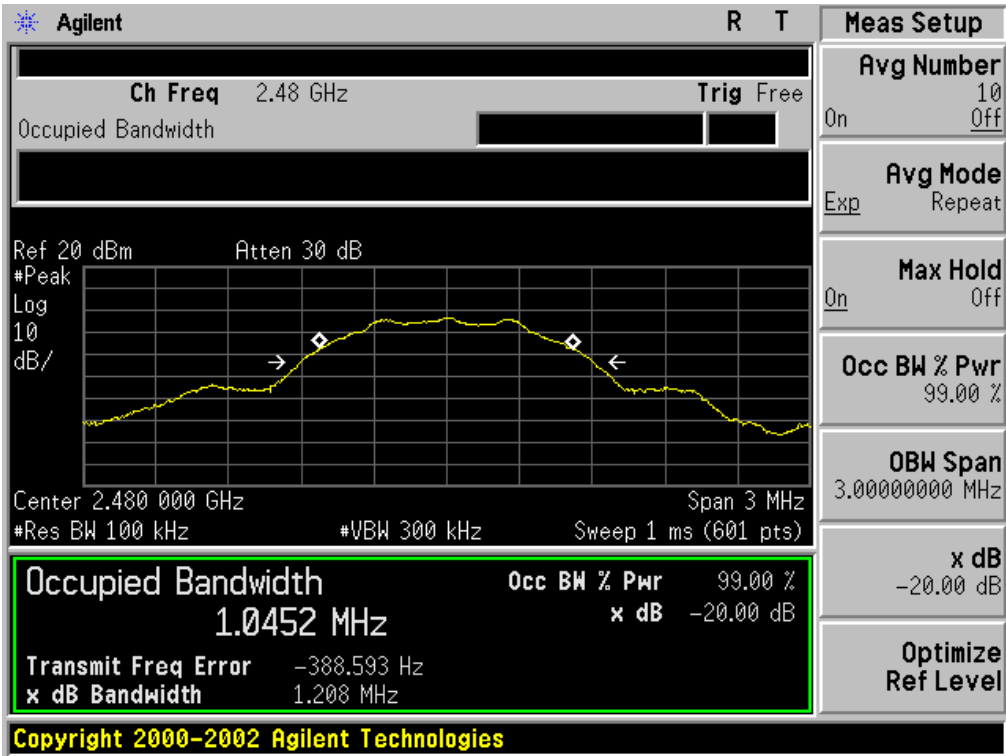 Agilent R T
Ch Freq 2.48 GHz Trig Free
Occupied Bandwidth
Ref 20 dBm Atten 30 dB
#Peak
Log
10
dB/
Center 2.480 000 GHz Span 3 MHz
#Res BW 100 kHz #VBW 300 kHz Sweep 1 ms (601 pts)
Occupied Bandwidth Occ BW % Pwr 99.00 %
1.0452 MHz x dB -20.00 dB
Transmit Freq Error -388.593 Hz
x dB Bandwidth 1.208 MHz
Copyright 2000-2002 Agilent Technologies
Meas Setup
Avg Number
10
On Off
Avg Mode
Exp Repeat
Max Hold
On Off
Occ BW % Pwr
99.00 %
OBW Span
3.00000000 MHz
x dB
-20.00 dB
Optimize
Ref Level